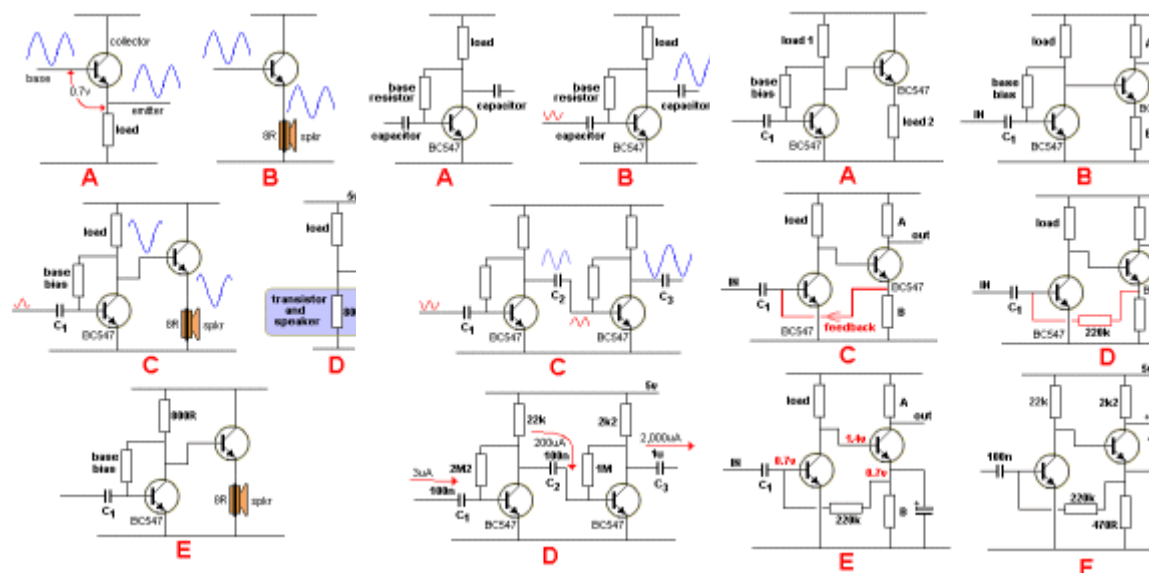 collector
base
0.7v
emitter
load
A
8R
spkr
B
load
base
resistor
capacitor
capacitor
BC547
A
load
base
resistor
capacitor
capacitor
BC547
B
load 1
base
bias
C1
BC547
BC547
load 2
A
load
A
base
bias
IN
C1
BC547
B
B
load
base
bias
C1
BC547
8R
spkr
C
load
transistor
and
speaker
D
C1
C2
C3
BC547
BC547
C
load
A
out
IN
C1
BC547
BC547
feedback
B
C
load
IN
C1
BC547
220k
D
800R
base
bias
C1
BC547
8R
spkr
E
5v
22k
2k2
200uA
2,000uA
3uA
2M2
100n
1M
1u
100n
C1
C2
C3
BC547
BC547
D
load
A
out
1.4v
IN
0.7v
0.7v
C1
220k
B
+
E
22k
2k2
100n
220k
470R
F